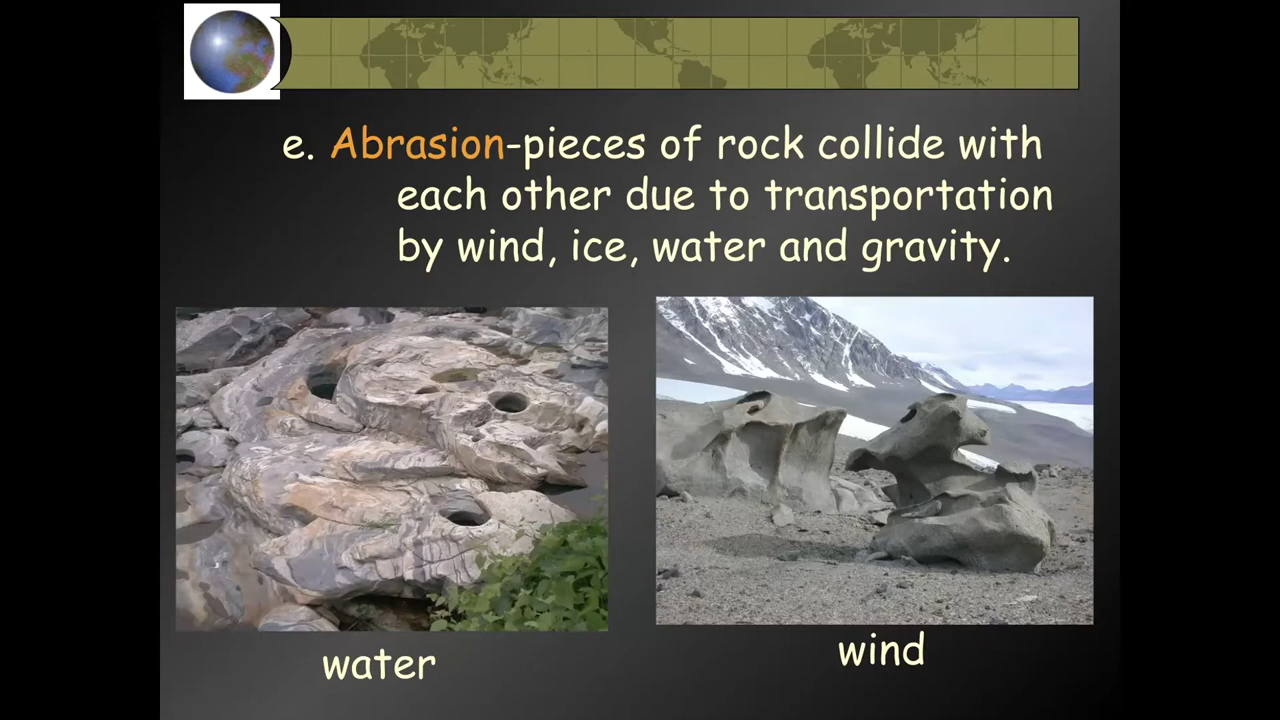 e. Abrasion-pieces of rock collide with
each other due to transportation
by wind, ice, water and gravity.
water
wind